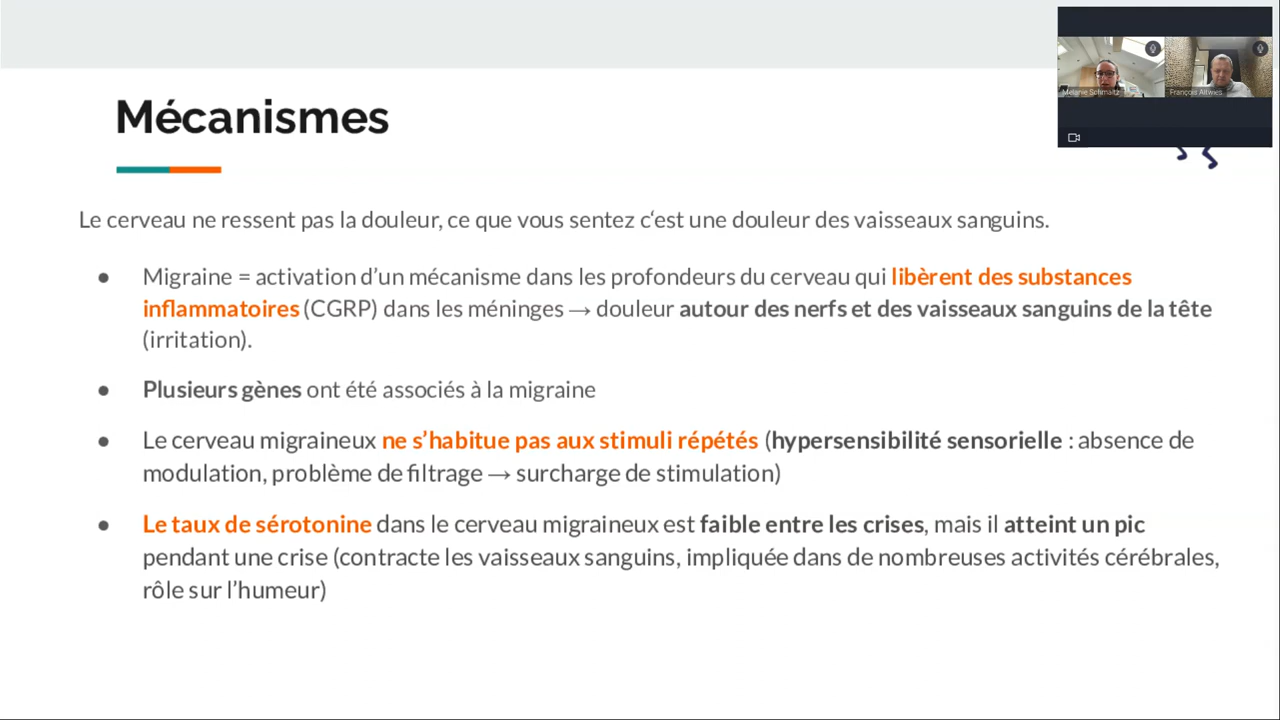 Mécanismes
Melanie Schmaltz
François Altwies
Le cerveau ne ressent pas la douleur, ce que vous sentez c‘est une douleur des vaisseaux sanguins.
● Migraine = activation d’un mécanisme dans les profondeurs du cerveau qui libèrent des substances
inflammatoires (CGRP) dans les méninges → douleur autour des nerfs et des vaisseaux sanguins de la tête
(irritation).
● Plusieurs gènes ont été associés à la migraine
● Le cerveau migraineux ne s’habitue pas aux stimuli répétés (hypersensibilité sensorielle : absence de
modulation, problème de filtrage → surcharge de stimulation)
● Le taux de sérotonine dans le cerveau migraineux est faible entre les crises, mais il atteint un pic
pendant une crise (contracte les vaisseaux sanguins, impliquée dans de nombreuses activités cérébrales,
rôle sur l’humeur)